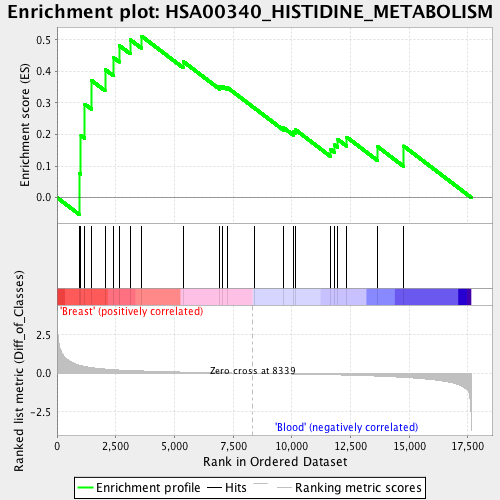 Enrichment plot: HSA00340_HISTIDINE_METABOLISM
Enrichment score (ES)
0.5
0.4
0.3
0.2
0.1
0.0
Ranked list metric (Diff_of_Classes)
'Breast' (positively correlated)
2.5
0.0
-2.5
Zero cross at 8339
'Blood' (negatively correlated)
0 2,500 5,000 7,500 10,000 12,500 15,000 17,500
Rank in Ordered Dataset
Enrichment profile Hits Ranking metric scores